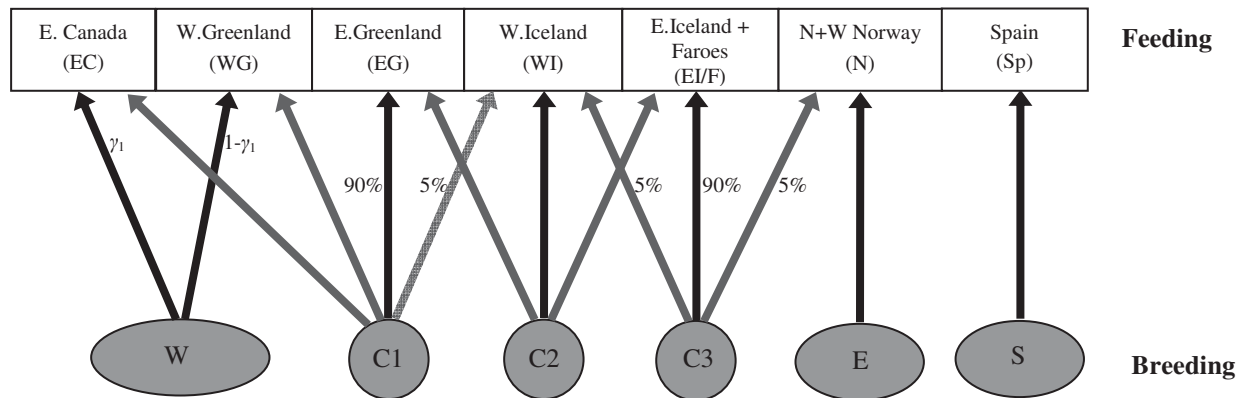 E. Canada
(EC)
W.Greenland
(WG)
E.Greenland
(EG)
W.Iceland
(WI)
E.Iceland +
Faroes
(EI/F)
N+W Norway
(N)
Spain
(Sp)
Feeding
γ₁
1-γ₁
90%
5%
5%
90%
5%
W
C1
C2
C3
E
S
Breeding